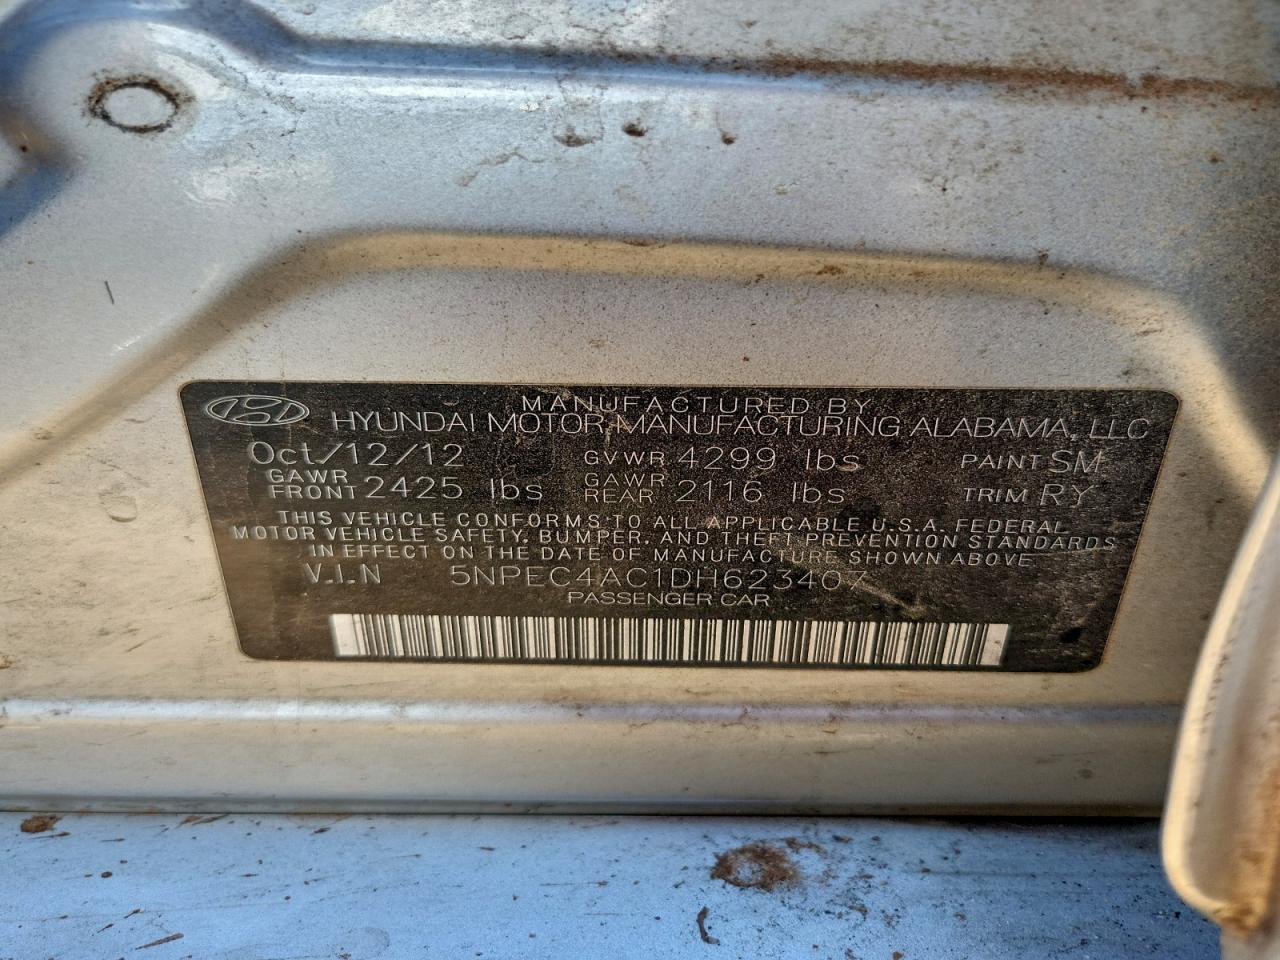 MANUFACTURED BY
HYUNDAI MOTOR MANUFACTURING ALABAMA, LLC
Oct/12/12 GVWR 4299 lbs PAINT SM
GAWR FRONT 2425 lbs GAWR REAR 2116 lbs TRIM RY
THIS VEHICLE CONFORMS TO ALL APPLICABLE U.S.A. FEDERAL
MOTOR VEHICLE SAFETY, BUMPER, AND THEFT PREVENTION STANDARDS
IN EFFECT ON THE DATE OF MANUFACTURE SHOWN ABOVE
V.I.N 5NPEC4AC1DH623407
PASSENGER CAR